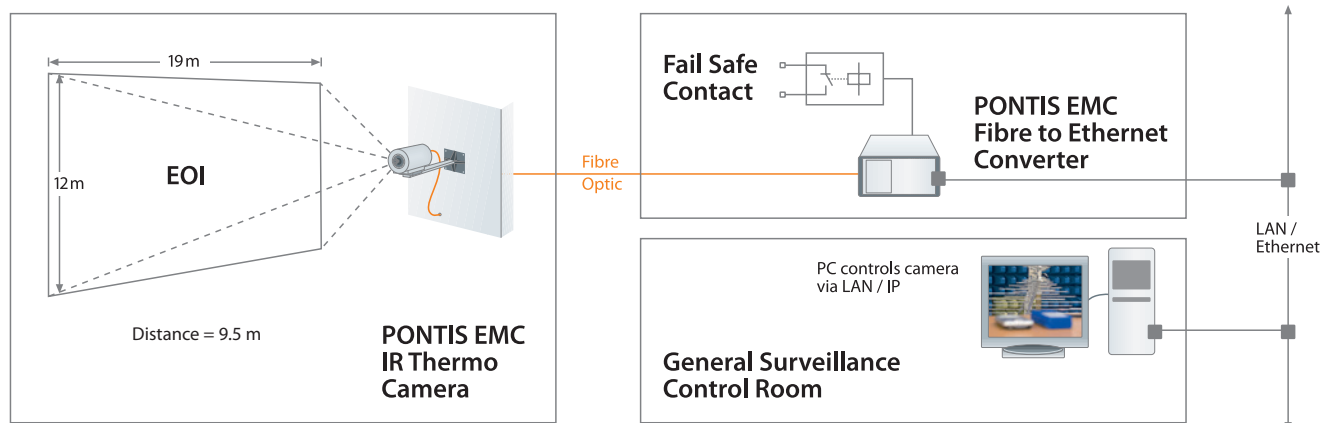 19 m
12 m
EOI
Distance = 9.5 m
PONTIS EMC
IR Thermo
Camera
Fibre
Optic
Fail Safe
Contact
PONTIS EMC
Fibre to Ethernet
Converter
PC controls camera
via LAN / IP
General Surveillance
Control Room
LAN /
Ethernet